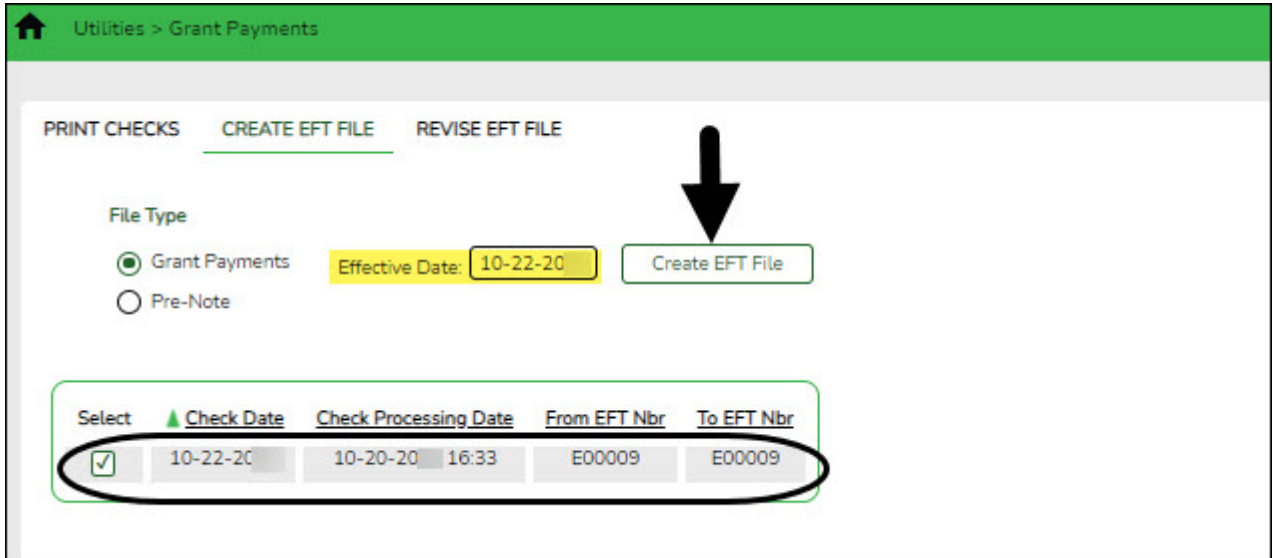 Utilities > Grant Payments
PRINT CHECKS CREATE EFT FILE REVISE EFT FILE
File Type
Grant Payments Effective Date: 10-22-20 Create EFT File
Pre-Note
Select Check Date Check Processing Date From EFT Nbr To EFT Nbr
10-22-20 10-20-20 16:33 E00009 E00009